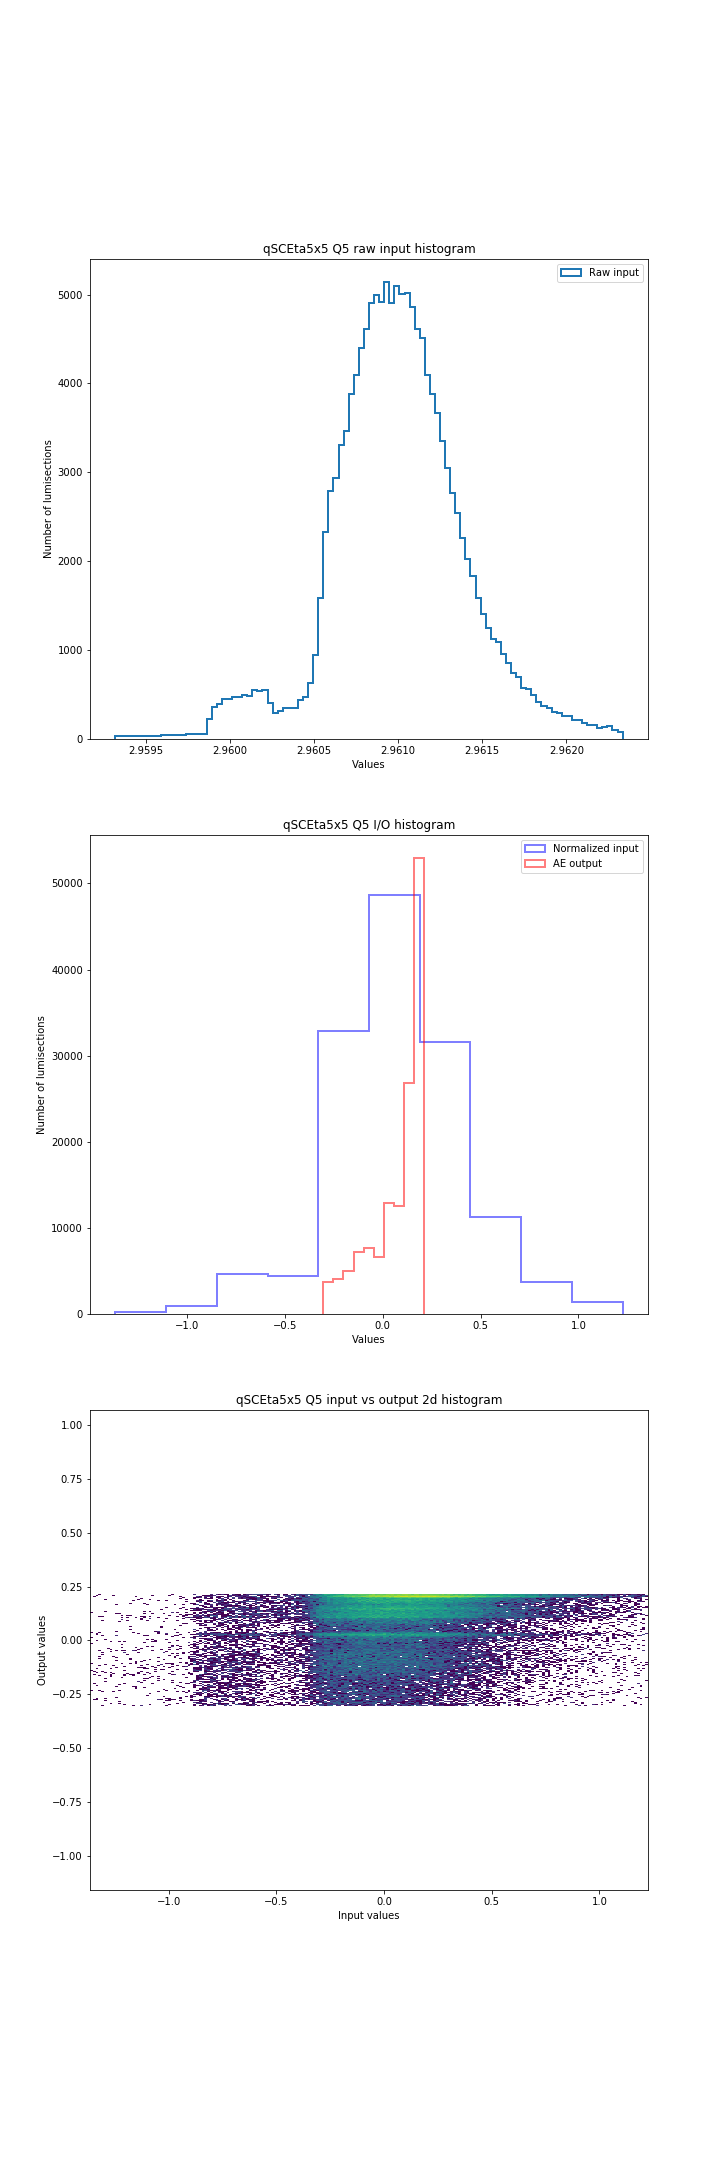 qSCEta5x5 Q5 raw input histogram
Raw input
5000
4000
3000
2000
1000
0
Number of lumisections
2.9595 2.9600 2.9605 2.9610 2.9615 2.9620
Values
qSCEta5x5 Q5 I/O histogram
Normalized input
AE output
50000
40000
30000
20000
10000
0
Number of lumisections
−1.0 −0.5 0.0 0.5 1.0
Values
qSCEta5x5 Q5 input vs output 2d histogram
1.00
0.75
0.50
0.25
0.00
−0.25
−0.50
−0.75
−1.00
Output values
−1.0 −0.5 0.0 0.5 1.0
Input values